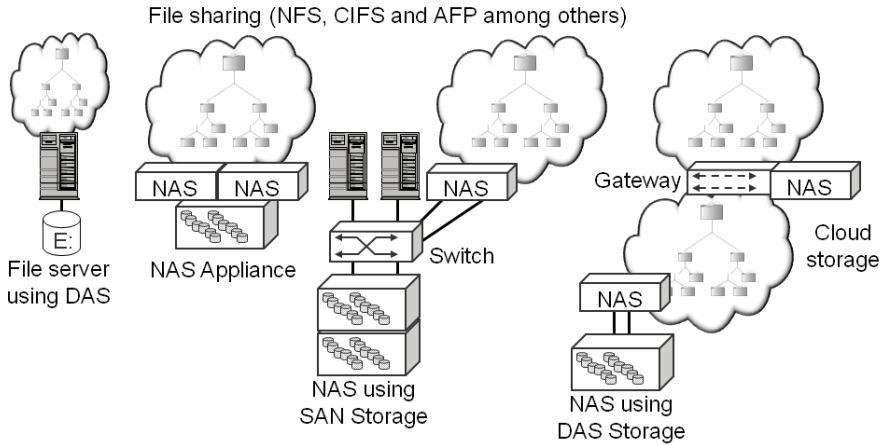 File sharing (NFS, CIFS and AFP among others)
NAS
NAS
NAS
Gateway
NAS
E:
Switch
Cloud
storage
File server
using DAS
NAS Appliance
NAS
NAS using
SAN Storage
NAS using
DAS Storage